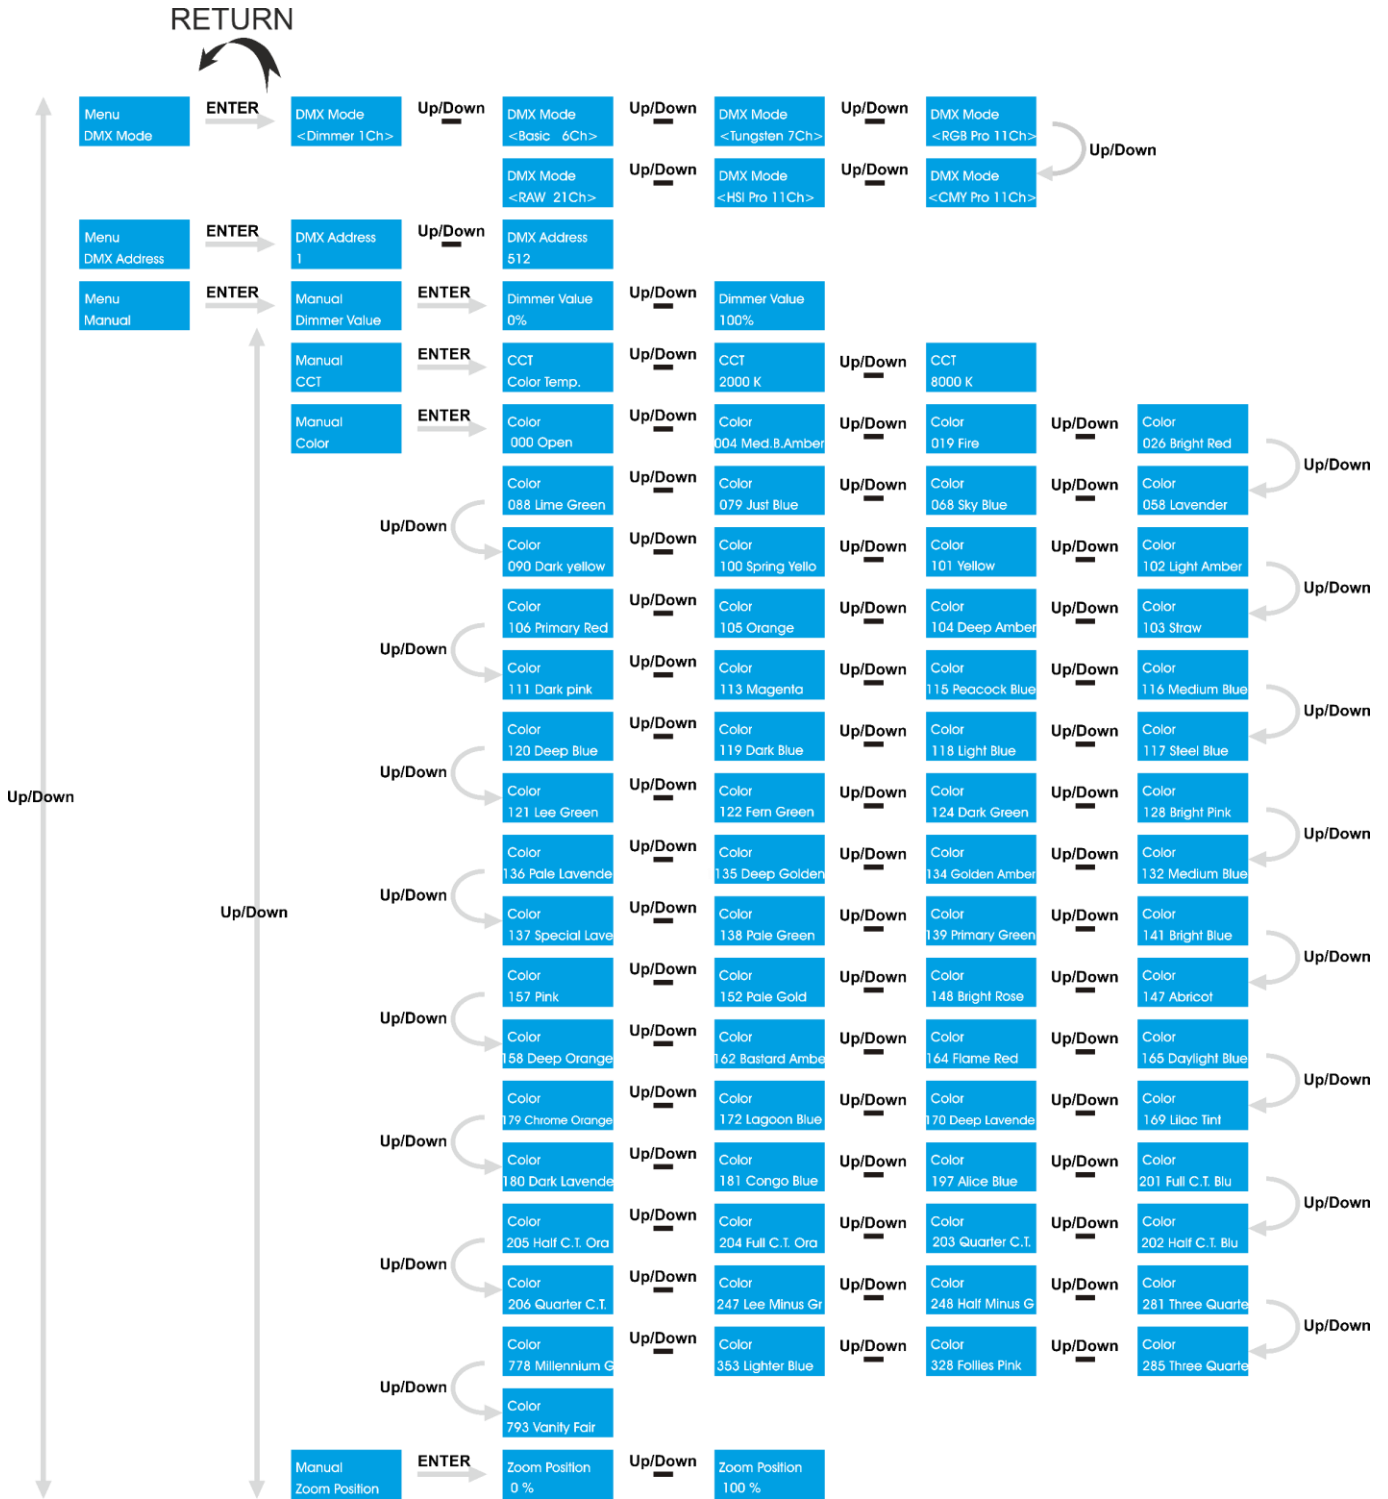 RETURN
Menu
DMX Mode
ENTER
DMX Mode
<Dimmer 1Ch>
Up/Down
DMX Mode
<Basic 6Ch>
Up/Down
DMX Mode
<Tungsten 7Ch>
Up/Down
DMX Mode
<RGB Pro 11Ch>
Up/Down
DMX Mode
<RAW 21Ch>
Up/Down
DMX Mode
<HSI Pro 11Ch>
Up/Down
DMX Mode
<CMY Pro 11Ch>
Menu
DMX Address
ENTER
DMX Address
1
Up/Down
DMX Address
512
Menu
Manual
ENTER
Manual
Dimmer Value
ENTER
Dimmer Value
0%
Up/Down
Dimmer Value
100%
Manual
CCT
ENTER
CCT
Color Temp.
Up/Down
CCT
2000 K
Up/Down
CCT
8000 K
Manual
Color
ENTER
Color
000 Open
Up/Down
Color
004 Med.B.Amber
Up/Down
Color
019 Fire
Up/Down
Color
026 Bright Red
Up/Down
Color
088 Lime Green
Up/Down
Color
079 Just Blue
Up/Down
Color
068 Sky Blue
Up/Down
Color
058 Lavender
Up/Down
Color
090 Dark yellow
Up/Down
Color
100 Spring Yello
Up/Down
Color
101 Yellow
Up/Down
Color
102 Light Amber
Up/Down
Color
106 Primary Red
Up/Down
Color
105 Orange
Up/Down
Color
104 Deep Amber
Up/Down
Color
103 Straw
Up/Down
Color
111 Dark pink
Up/Down
Color
113 Magenta
Up/Down
Color
115 Peacock Blue
Up/Down
Color
116 Medium Blue
Up/Down
Color
120 Deep Blue
Up/Down
Color
119 Dark Blue
Up/Down
Color
118 Light Blue
Up/Down
Color
117 Steel Blue
Up/Down
Color
121 Lee Green
Up/Down
Color
122 Fern Green
Up/Down
Color
124 Dark Green
Up/Down
Color
128 Bright Pink
Up/Down
Up/Down
Color
136 Pale Lavende
Up/Down
Color
135 Deep Golden
Up/Down
Color
134 Golden Amber
Up/Down
Color
132 Medium Blue
Up/Down
Up/Down
Color
137 Special Lave
Up/Down
Color
138 Pale Green
Up/Down
Color
139 Primary Green
Up/Down
Color
141 Bright Blue
Up/Down
Color
157 Pink
Up/Down
Color
152 Pale Gold
Up/Down
Color
148 Bright Rose
Up/Down
Color
147 Abricot
Up/Down
Color
158 Deep Orange
Up/Down
Color
162 Bastard Ambe
Up/Down
Color
164 Flame Red
Up/Down
Color
165 Daylight Blue
Up/Down
Color
179 Chrome Orange
Up/Down
Color
172 Lagoon Blue
Up/Down
Color
170 Deep Lavende
Up/Down
Color
169 Lilac Tint
Up/Down
Color
180 Dark Lavende
Up/Down
Color
181 Congo Blue
Up/Down
Color
197 Alice Blue
Up/Down
Color
201 Full C.T. Blu
Up/Down
Color
205 Half C.T. Ora
Up/Down
Color
204 Full C.T. Ora
Up/Down
Color
203 Quarter C.T.
Up/Down
Color
202 Half C.T. Blu
Up/Down
Color
206 Quarter C.T.
Up/Down
Color
247 Lee Minus Gr
Up/Down
Color
248 Half Minus G
Up/Down
Color
281 Three Quarte
Up/Down
Color
778 Millennium G
Up/Down
Color
353 Lighter Blue
Up/Down
Color
328 Follies Pink
Up/Down
Color
285 Three Quarte
Up/Down
Color
793 Vanity Fair
Manual
Zoom Position
ENTER
Zoom Position
0 %
Up/Down
Zoom Position
100 %